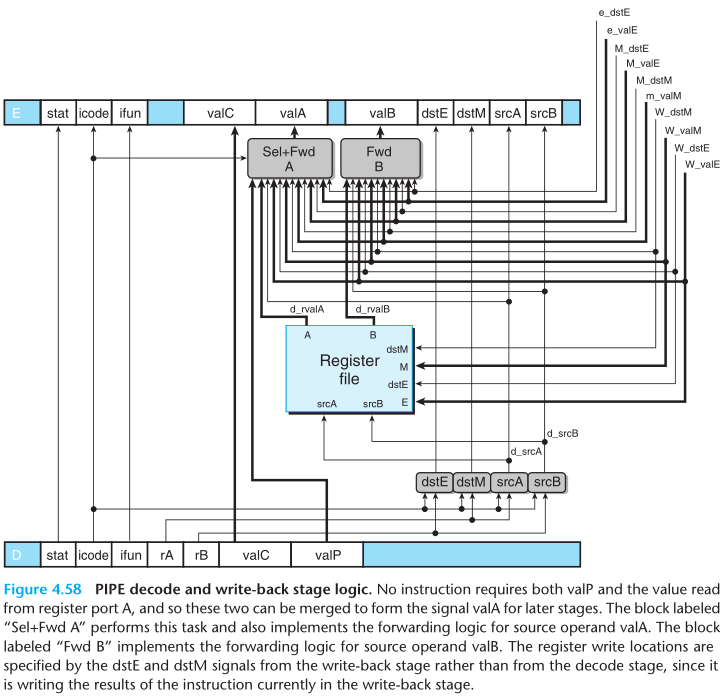 e_dstE
e_valE
M_dstE
M_valE
M_dstM
m_valM
W_dstM
W_valM
W_dstE
W_valE
E stat icode ifun valC valA valB dstE dstM srcA srcB
Sel+Fwd
A
Fwd
B
d_rvalA d_rvalB
A B
dstM
Register
file
M
dstE
srcA srcB E
d_srcB
d_srcA
dstE dstM srcA srcB
D stat icode ifun rA rB valC valP
Figure 4.58 PIPE decode and write-back stage logic. No instruction requires both valP and the value read
from register port A, and so these two can be merged to form the signal valA for later stages. The block labeled
“Sel+Fwd A” performs this task and also implements the forwarding logic for source operand valA. The block
labeled “Fwd B” implements the forwarding logic for source operand valB. The register write locations are
specified by the dstE and dstM signals from the write-back stage rather than from the decode stage, since it
is writing the results of the instruction currently in the write-back stage.